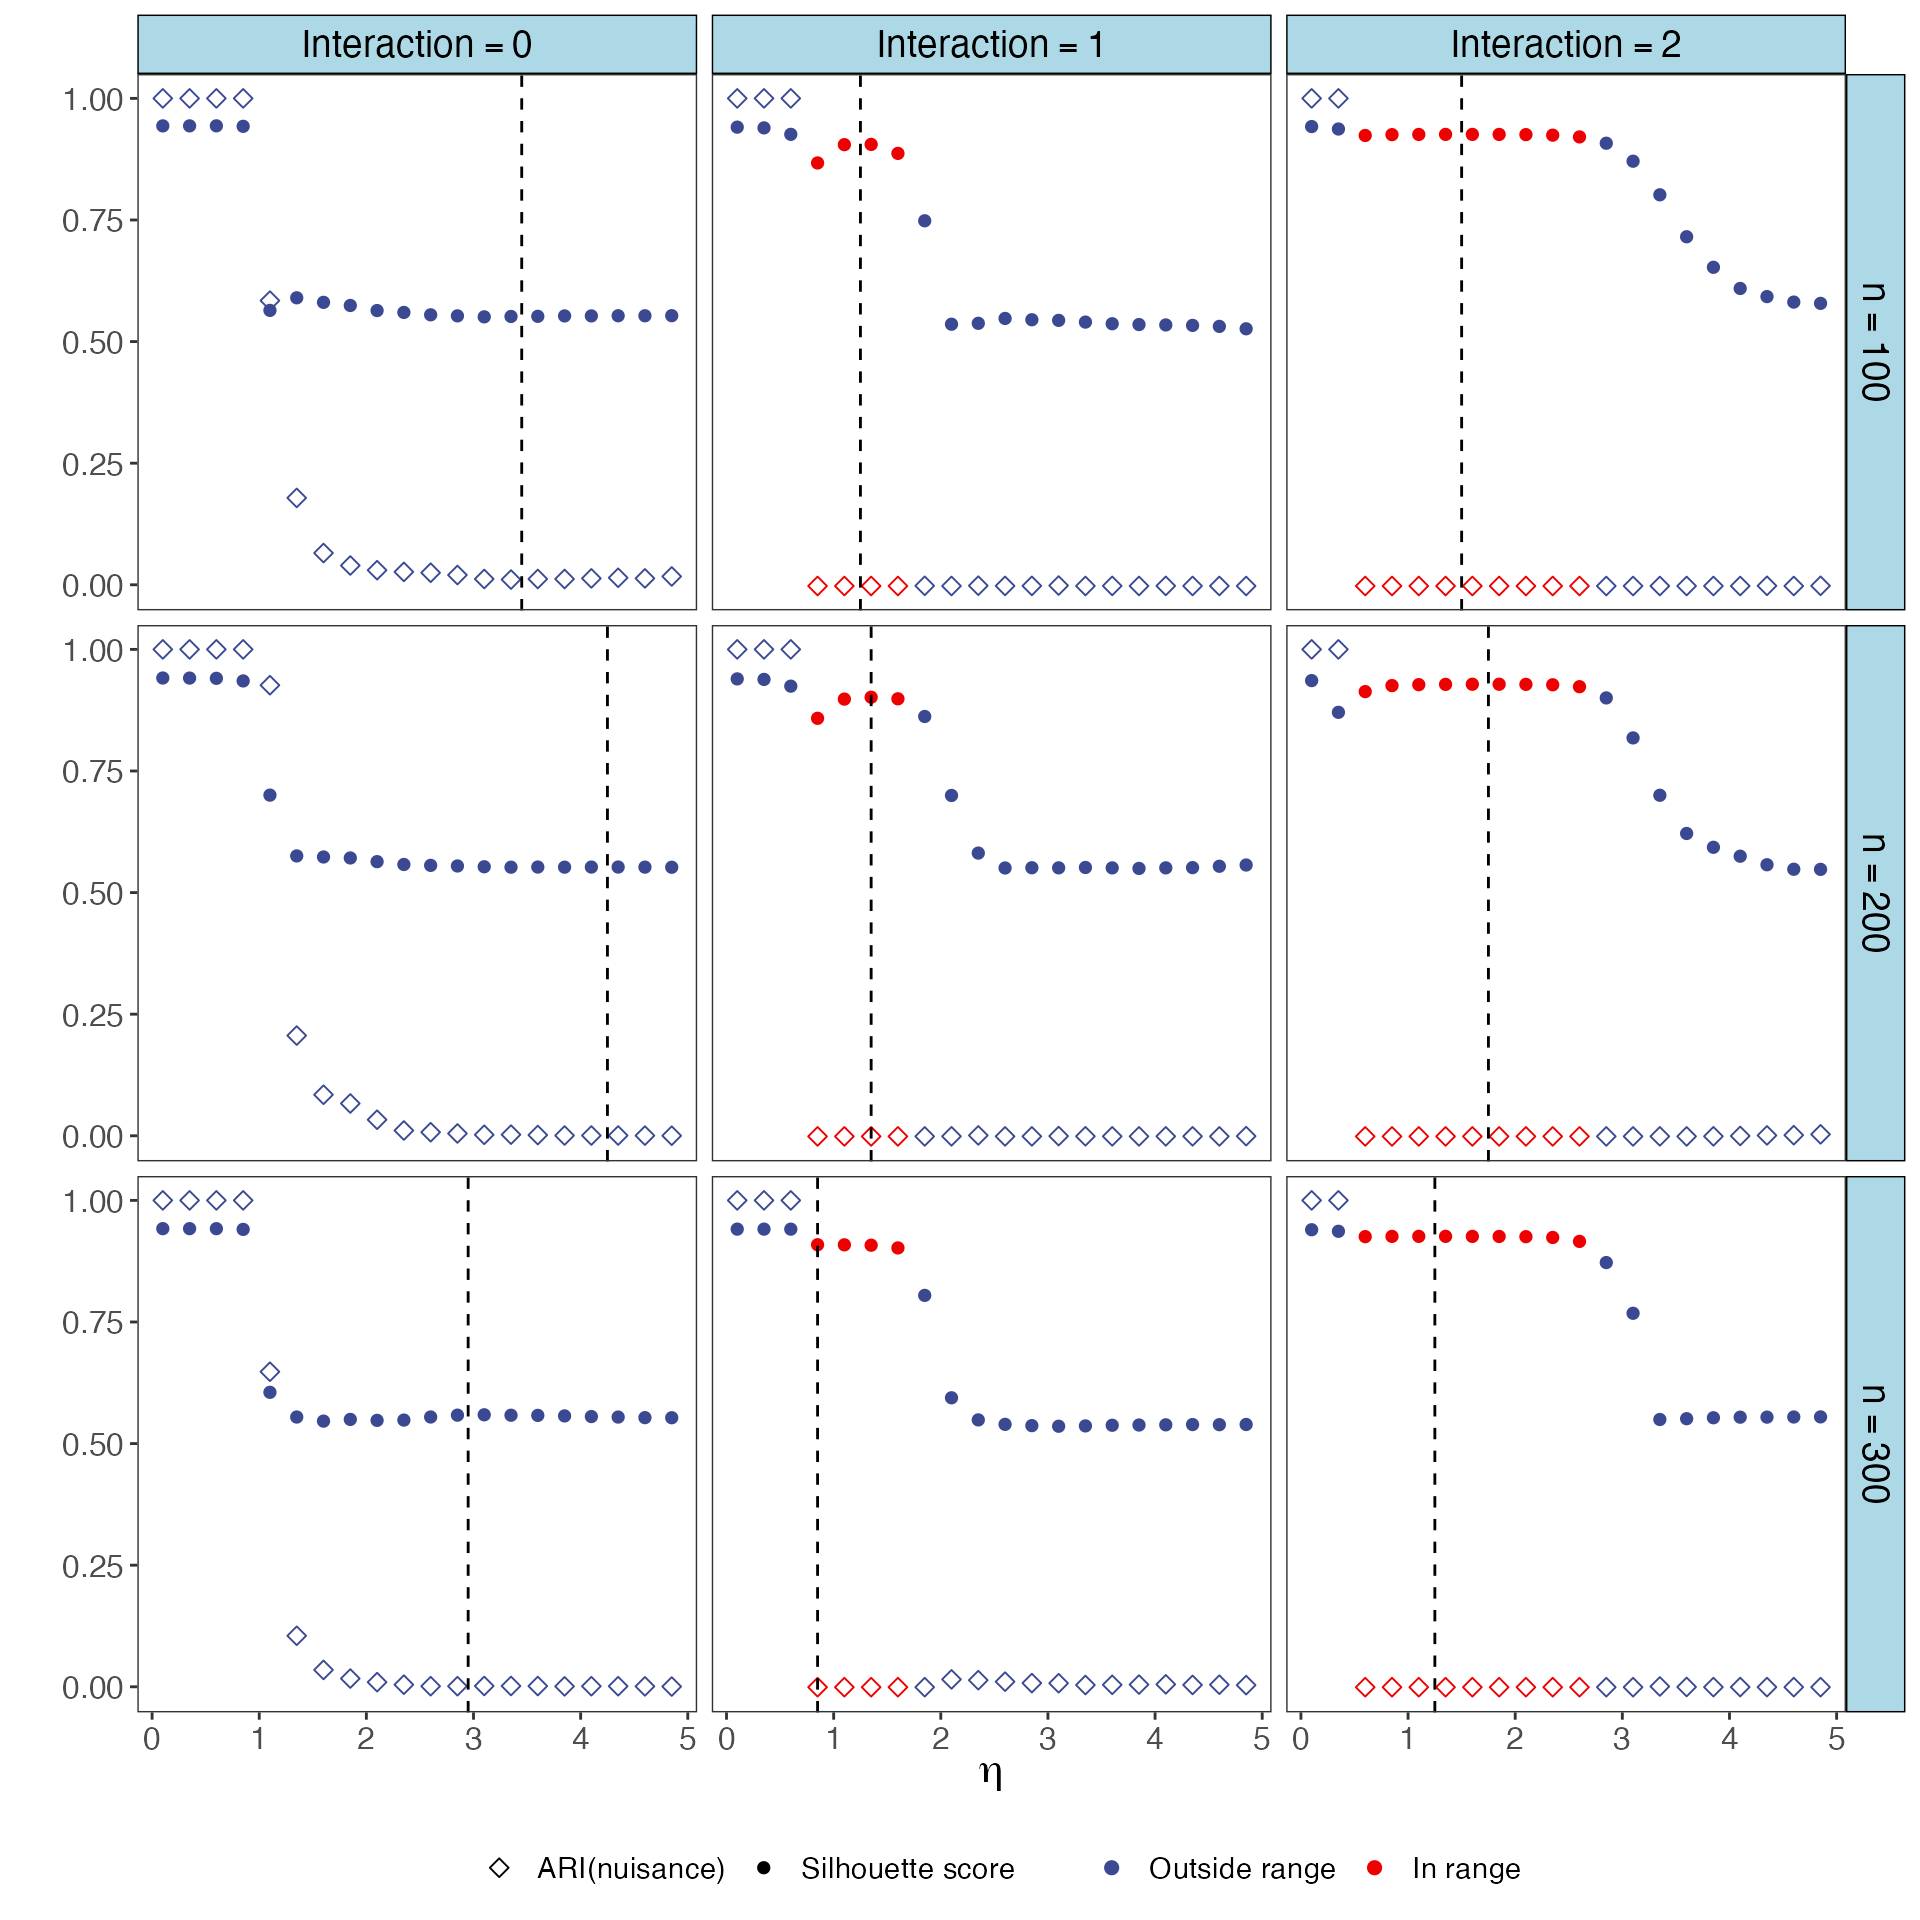 Interaction = 0 Interaction = 1 Interaction = 2
1.00
0.75
0.50
0.25
0.00
n = 100
1.00
0.75
0.50
0.25
0.00
n = 200
1.00
0.75
0.50
0.25
0.00
n = 300
0 1 2 3 4 5 0 1 2 3 4 5 0 1 2 3 4 5
η
ARI(nuisance) Silhouette score Outside range In range